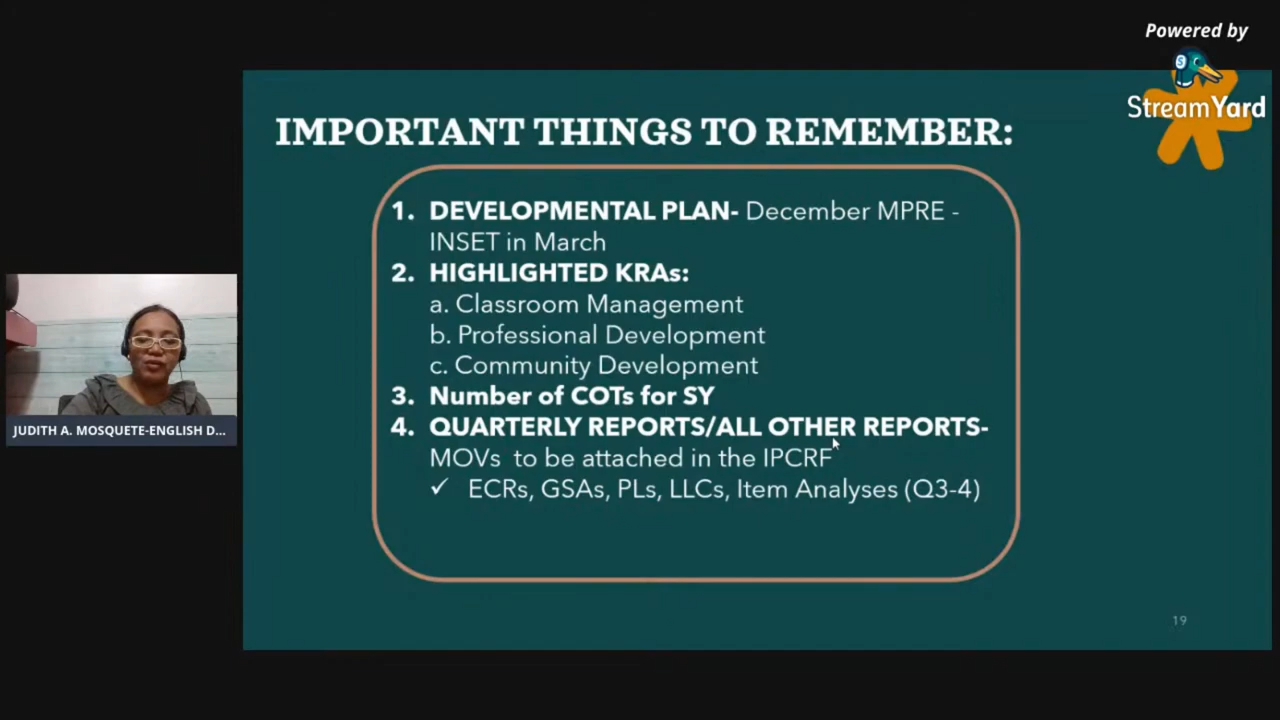 Powered by
StreamYard
IMPORTANT THINGS TO REMEMBER:
1. DEVELOPMENTAL PLAN- December MPRE -
INSET in March
2. HIGHLIGHTED KRAs:
a. Classroom Management
b. Professional Development
c. Community Development
3. Number of COTs for SY
4. QUARTERLY REPORTS/ALL OTHER REPORTS-
MOVs to be attached in the IPCRF
✓ ECRs, GSAs, PLs, LLCs, Item Analyses (Q3-4)
JUDITH A. MOSQUETE-ENGLISH D...
19